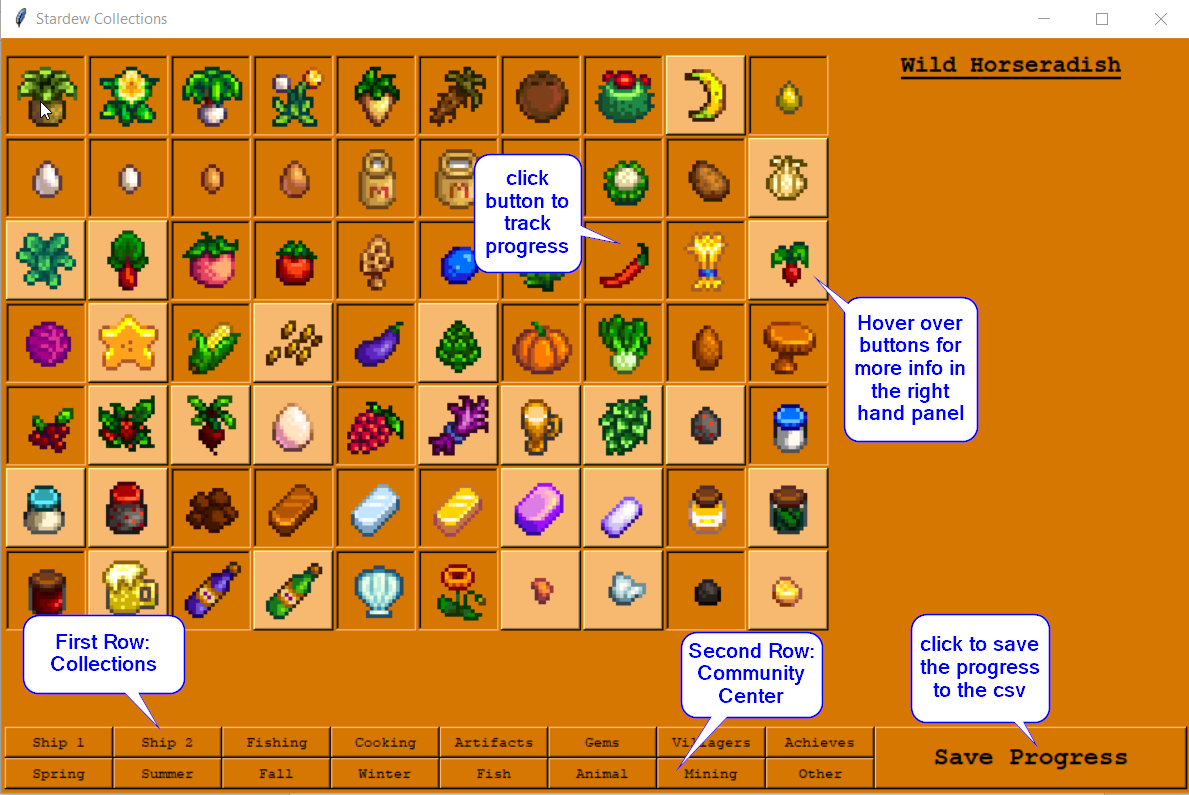 Stardew Collections
Wild Horseradish
click
button to
track
progress
Hover over
buttons for
more info in
the right
hand panel
First Row:
Collections
Second Row:
Community
Center
click to save
the progress
to the csv
Ship 1 Ship 2 Fishing Cooking Artifacts Gems Villagers Achieves
Spring Summer Fall Winter Fish Animal Mining Other
Save Progress